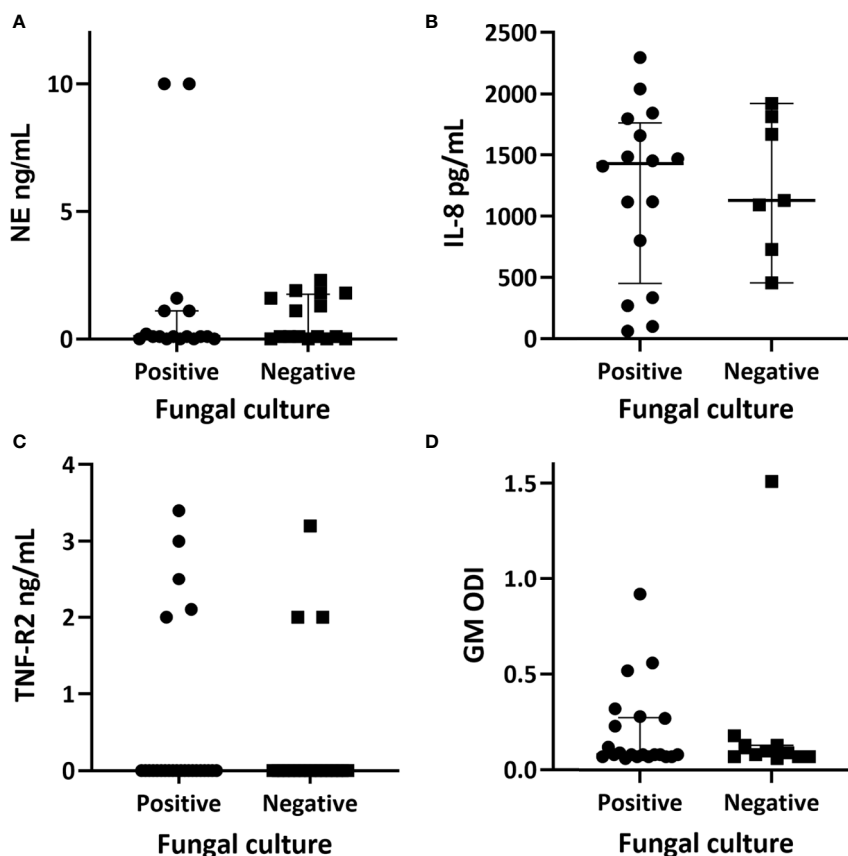 A
NE ng/mL
10
5
0
Positive Negative
Fungal culture
B
IL-8 pg/mL
2500
2000
1500
1000
500
0
Positive Negative
Fungal culture
C
TNF-R2 ng/mL
4
3
2
1
0
Positive Negative
Fungal culture
D
GM ODI
1.5
1.0
0.5
0.0
Positive Negative
Fungal culture